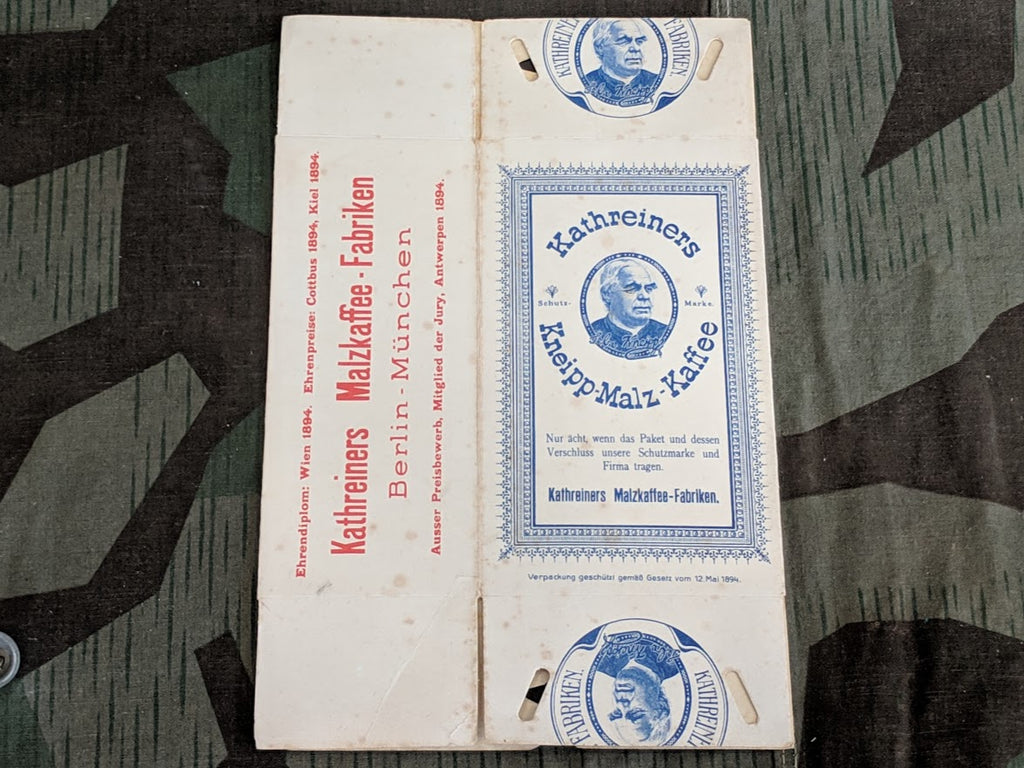 Ehrendiplom: Wien 1894. Ehrenpreise: Cottbus 1894, Kiel 1894.
Kathreiners Malzkaffee-Fabriken
Berlin-München
Ausser Preisbewerb, Mitglied der Jury, Antwerpen 1894.
KATHREINE FABRIKEN.
Kathreiners
Schutz- Marke.
Kneipp-Malz-Kaffee
Nur ächt, wenn das Paket und dessen
Verschluss unsere Schutzmarke und
Firma tragen.
Kathreiners Malzkaffee-Fabriken.
Verpackung geschützt gemäß Gesetz vom 12. Mai 1894.
FABRIKEN. KATHREINE